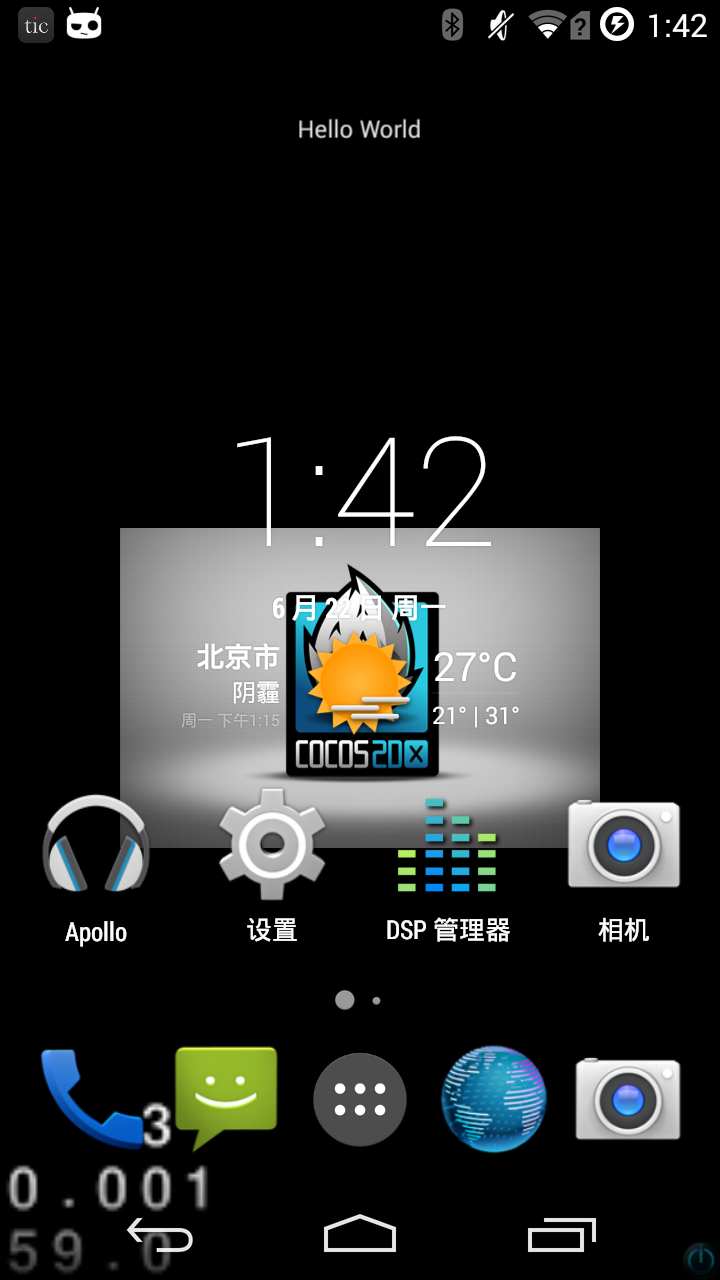 tic
? 1:42
Hello World
1:42
6月22日 周一
北京市
阴霾
周一 下午1:15
27°C
21° | 31°
COCOS2DX
Apollo
设置
DSP 管理器
相机
3
0.001
59.0